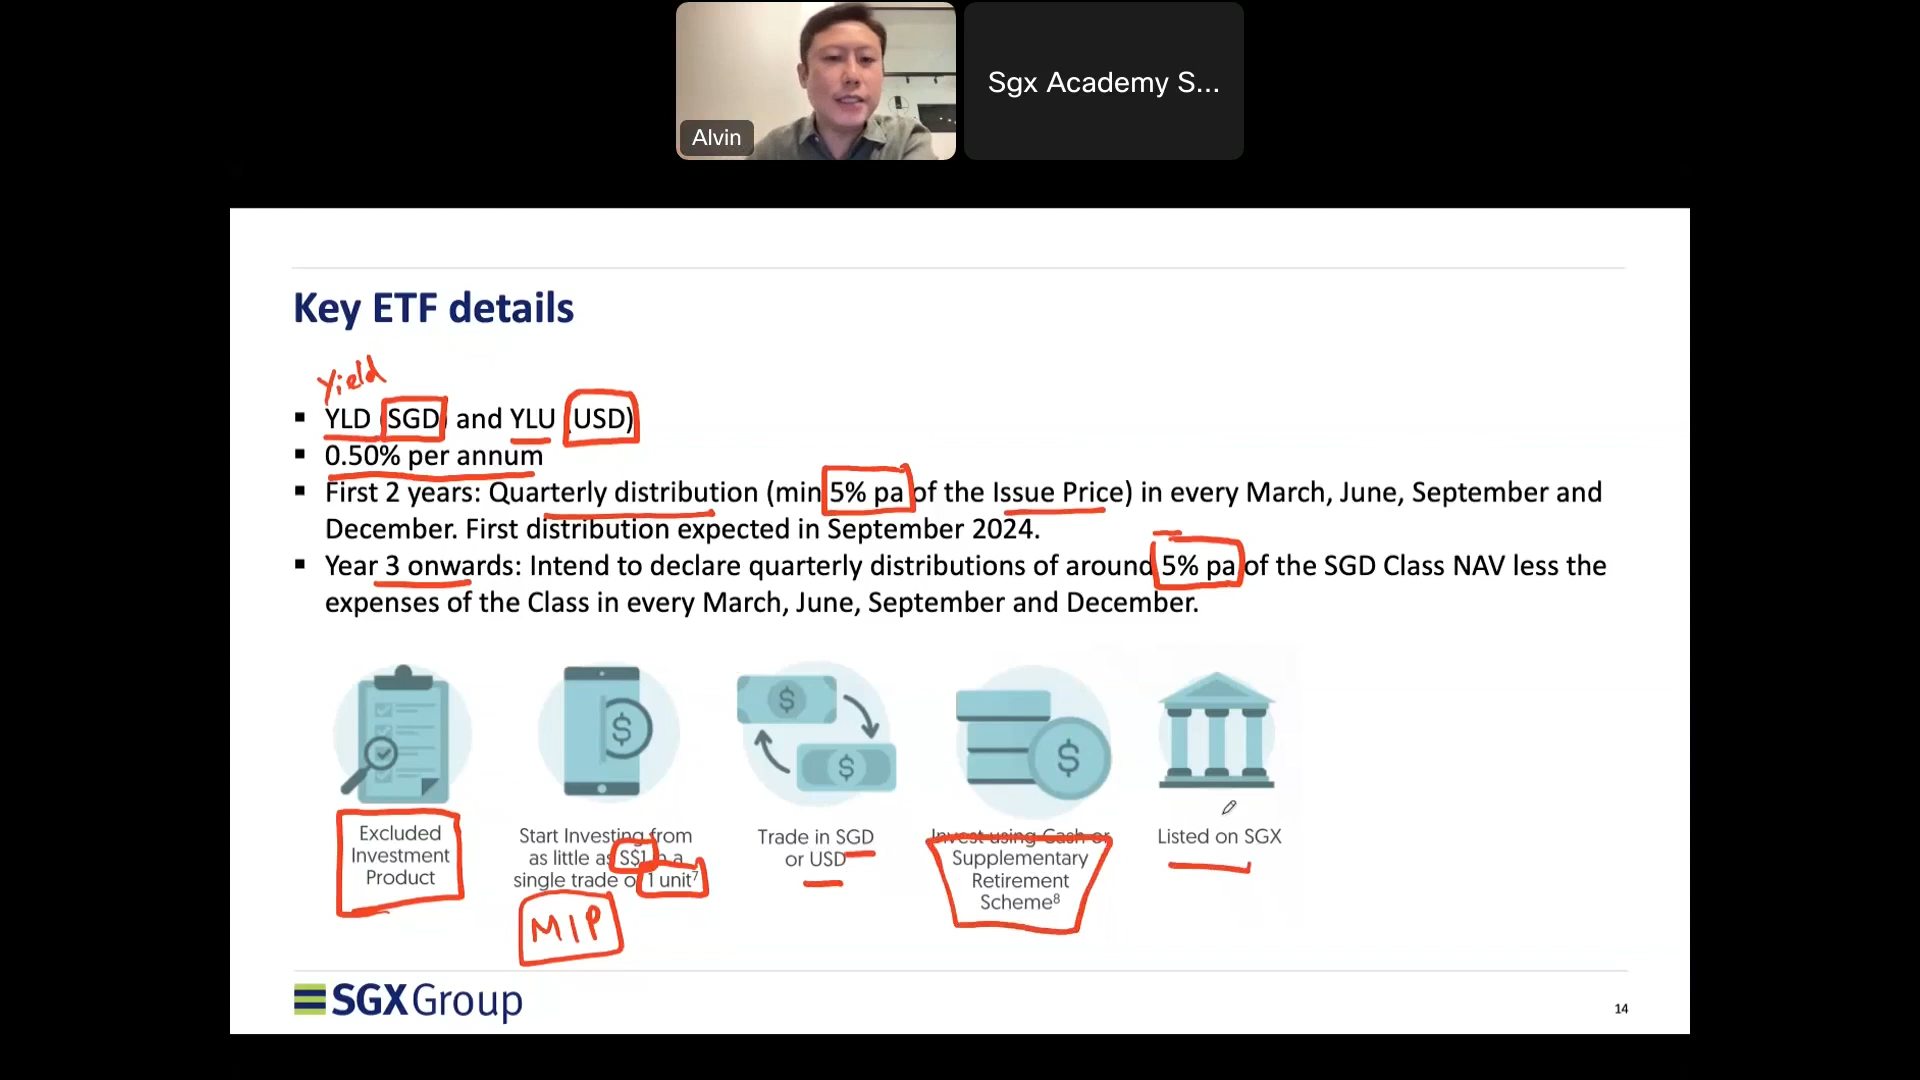 Alvin
Sgx Academy S...
Key ETF details
Yield
YLD (SGD) and YLU (USD)
0.50% per annum
First 2 years: Quarterly distribution (min 5% pa of the Issue Price) in every March, June, September and
December. First distribution expected in September 2024.
Year 3 onwards: Intend to declare quarterly distributions of around 5% pa of the SGD Class NAV less the
expenses of the Class in every March, June, September and December.
Excluded
Investment
Product
Start Investing from
as little as S$1 in a
single trade or 1 unit⁷
MIP
Trade in SGD
or USD
Invest using Cash or
Supplementary
Retirement
Scheme⁸
Listed on SGX
SGXGroup
14